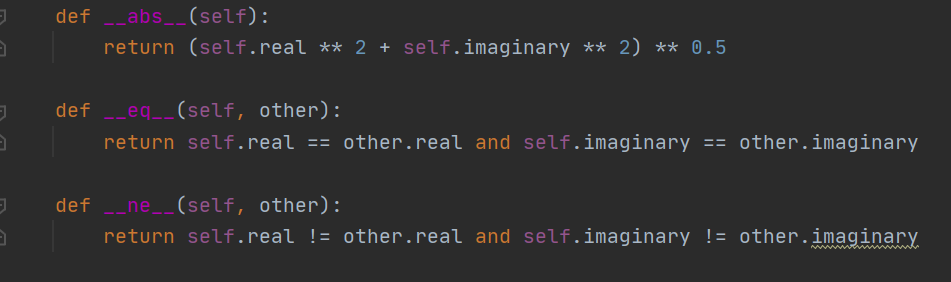 def __abs__(self):
    return (self.real ** 2 + self.imaginary ** 2) ** 0.5
def __eq__(self, other):
    return self.real == other.real and self.imaginary == other.imaginary
def __ne__(self, other):
    return self.real != other.real and self.imaginary != other.imaginary